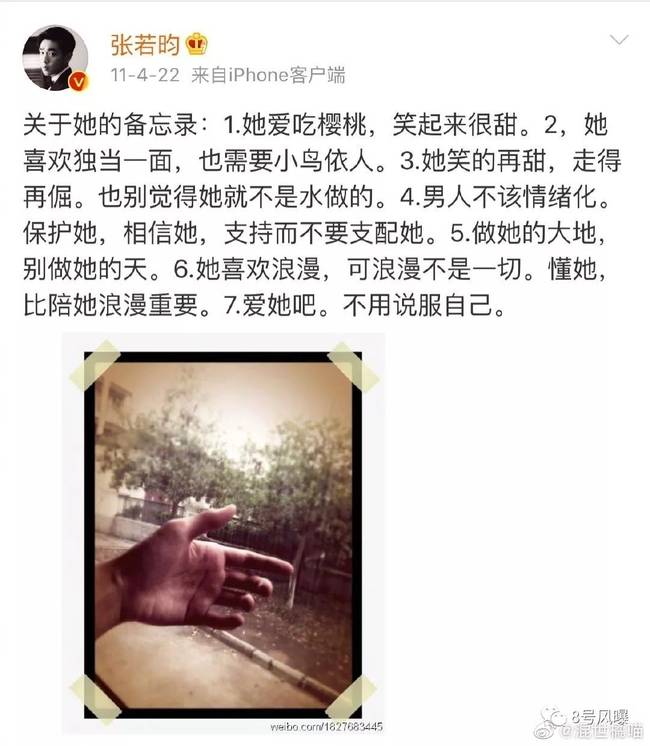 张若昀
11-4-22 来自iPhone客户端
关于她的备忘录：1.她爱吃樱桃，笑起来很甜。2，她
喜欢独当一面，也需要小鸟依人。3.她笑的再甜，走得
再倔。也别觉得她就不是水做的。4.男人不该情绪化。
保护她，相信她，支持而不要支配她。5.做她的大地，
别做她的天。6.她喜欢浪漫，可浪漫不是一切。懂她，
比陪她浪漫重要。7.爱她吧。不用说服自己。
weibo.com/1827683445
8号风曝
@混世橘喵